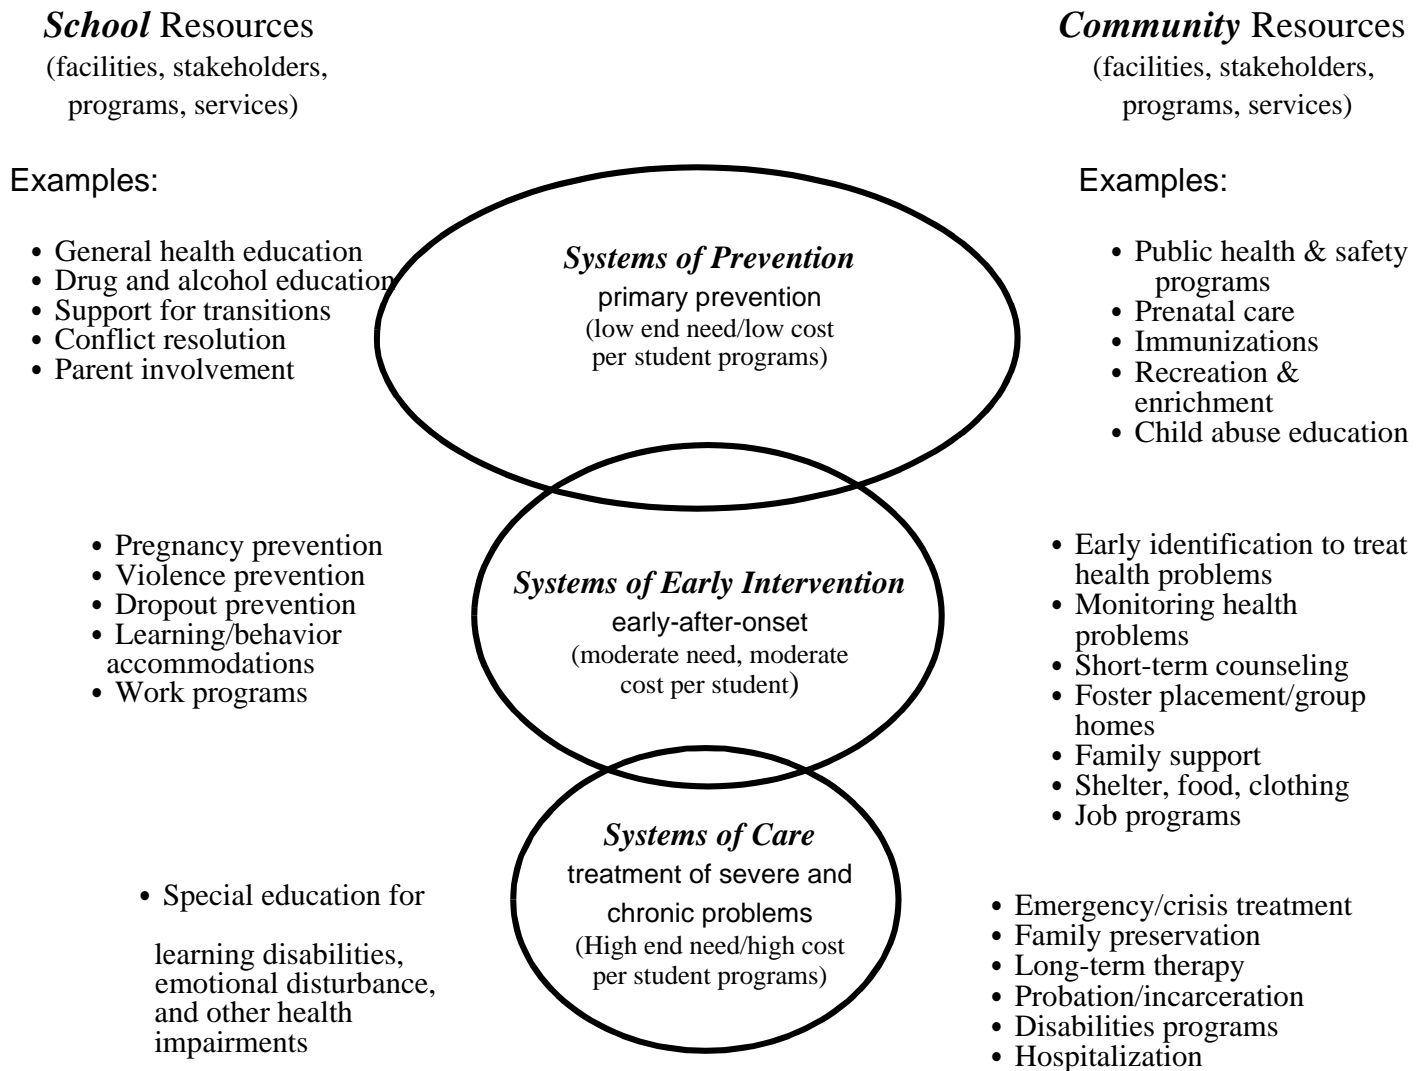 School Resources
(facilities, stakeholders,
programs, services)
Community Resources
(facilities, stakeholders,
programs, services)
Examples:
• General health education
• Drug and alcohol education
• Support for transitions
• Conflict resolution
• Parent involvement
Systems of Prevention
primary prevention
(low end need/low cost
per student programs)
Examples:
• Public health & safety
programs
• Prenatal care
• Immunizations
• Recreation &
enrichment
• Child abuse education
• Pregnancy prevention
• Violence prevention
• Dropout prevention
• Learning/behavior
accommodations
• Work programs
Systems of Early Intervention
early-after-onset
(moderate need, moderate
cost per student)
• Early identification to treat
health problems
• Monitoring health
problems
• Short-term counseling
• Foster placement/group
homes
• Family support
• Shelter, food, clothing
• Job programs
• Special education for
learning disabilities,
emotional disturbance,
and other health
impairments
Systems of Care
treatment of severe and
chronic problems
(High end need/high cost
per student programs)
• Emergency/crisis treatment
• Family preservation
• Long-term therapy
• Probation/incarceration
• Disabilities programs
• Hospitalization